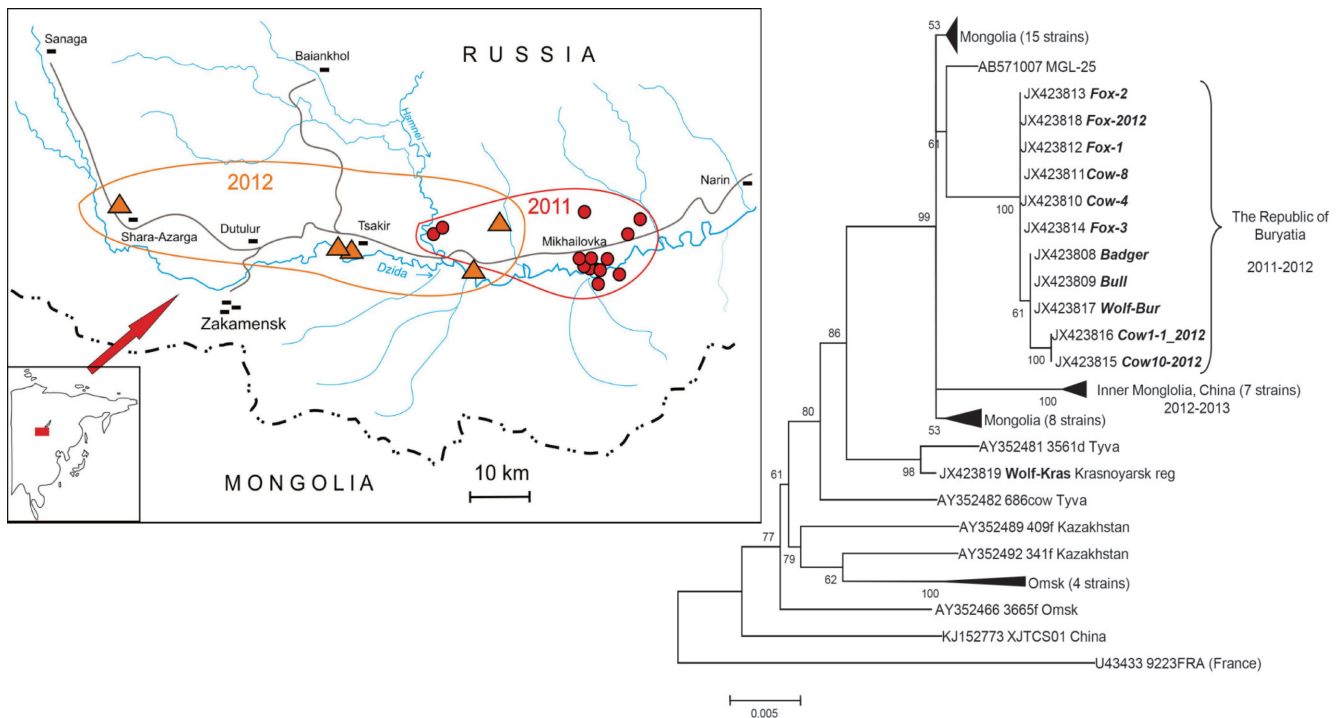 Sanaga
Baiankhol
RUSSIA
Hamnei
2012
Narin
2011
Shara-Azarga
Dutulur
Tsakir
Mikhailovka
Dzida
Zakamensk
10 km
MONGOLIA
53
Mongolia (15 strains)
AB571007 MGL-25
JX423813 Fox-2
JX423818 Fox-2012
61
JX423812 Fox-1
JX423811Cow-8
JX423810 Cow-4
99
100
JX423814 Fox-3
The Republic of
Buryatia
2011-2012
JX423808 Badger
JX423809 Bull
61
JX423817 Wolf-Bur
JX423816 Cow1-1_2012
100
JX423815 Cow10-2012
86
Inner Monglolia, China (7 strains)
2012-2013
100
Mongolia (8 strains)
53
80
AY352481 3561d Tyva
98
JX423819 Wolf-Kras Krasnoyarsk reg
61
AY352482 686cow Tyva
AY352489 409f Kazakhstan
77
79
AY352492 341f Kazakhstan
62
Omsk (4 strains)
100
AY352466 3665f Omsk
KJ152773 XJTCS01 China
U43433 9223FRA (France)
0.005